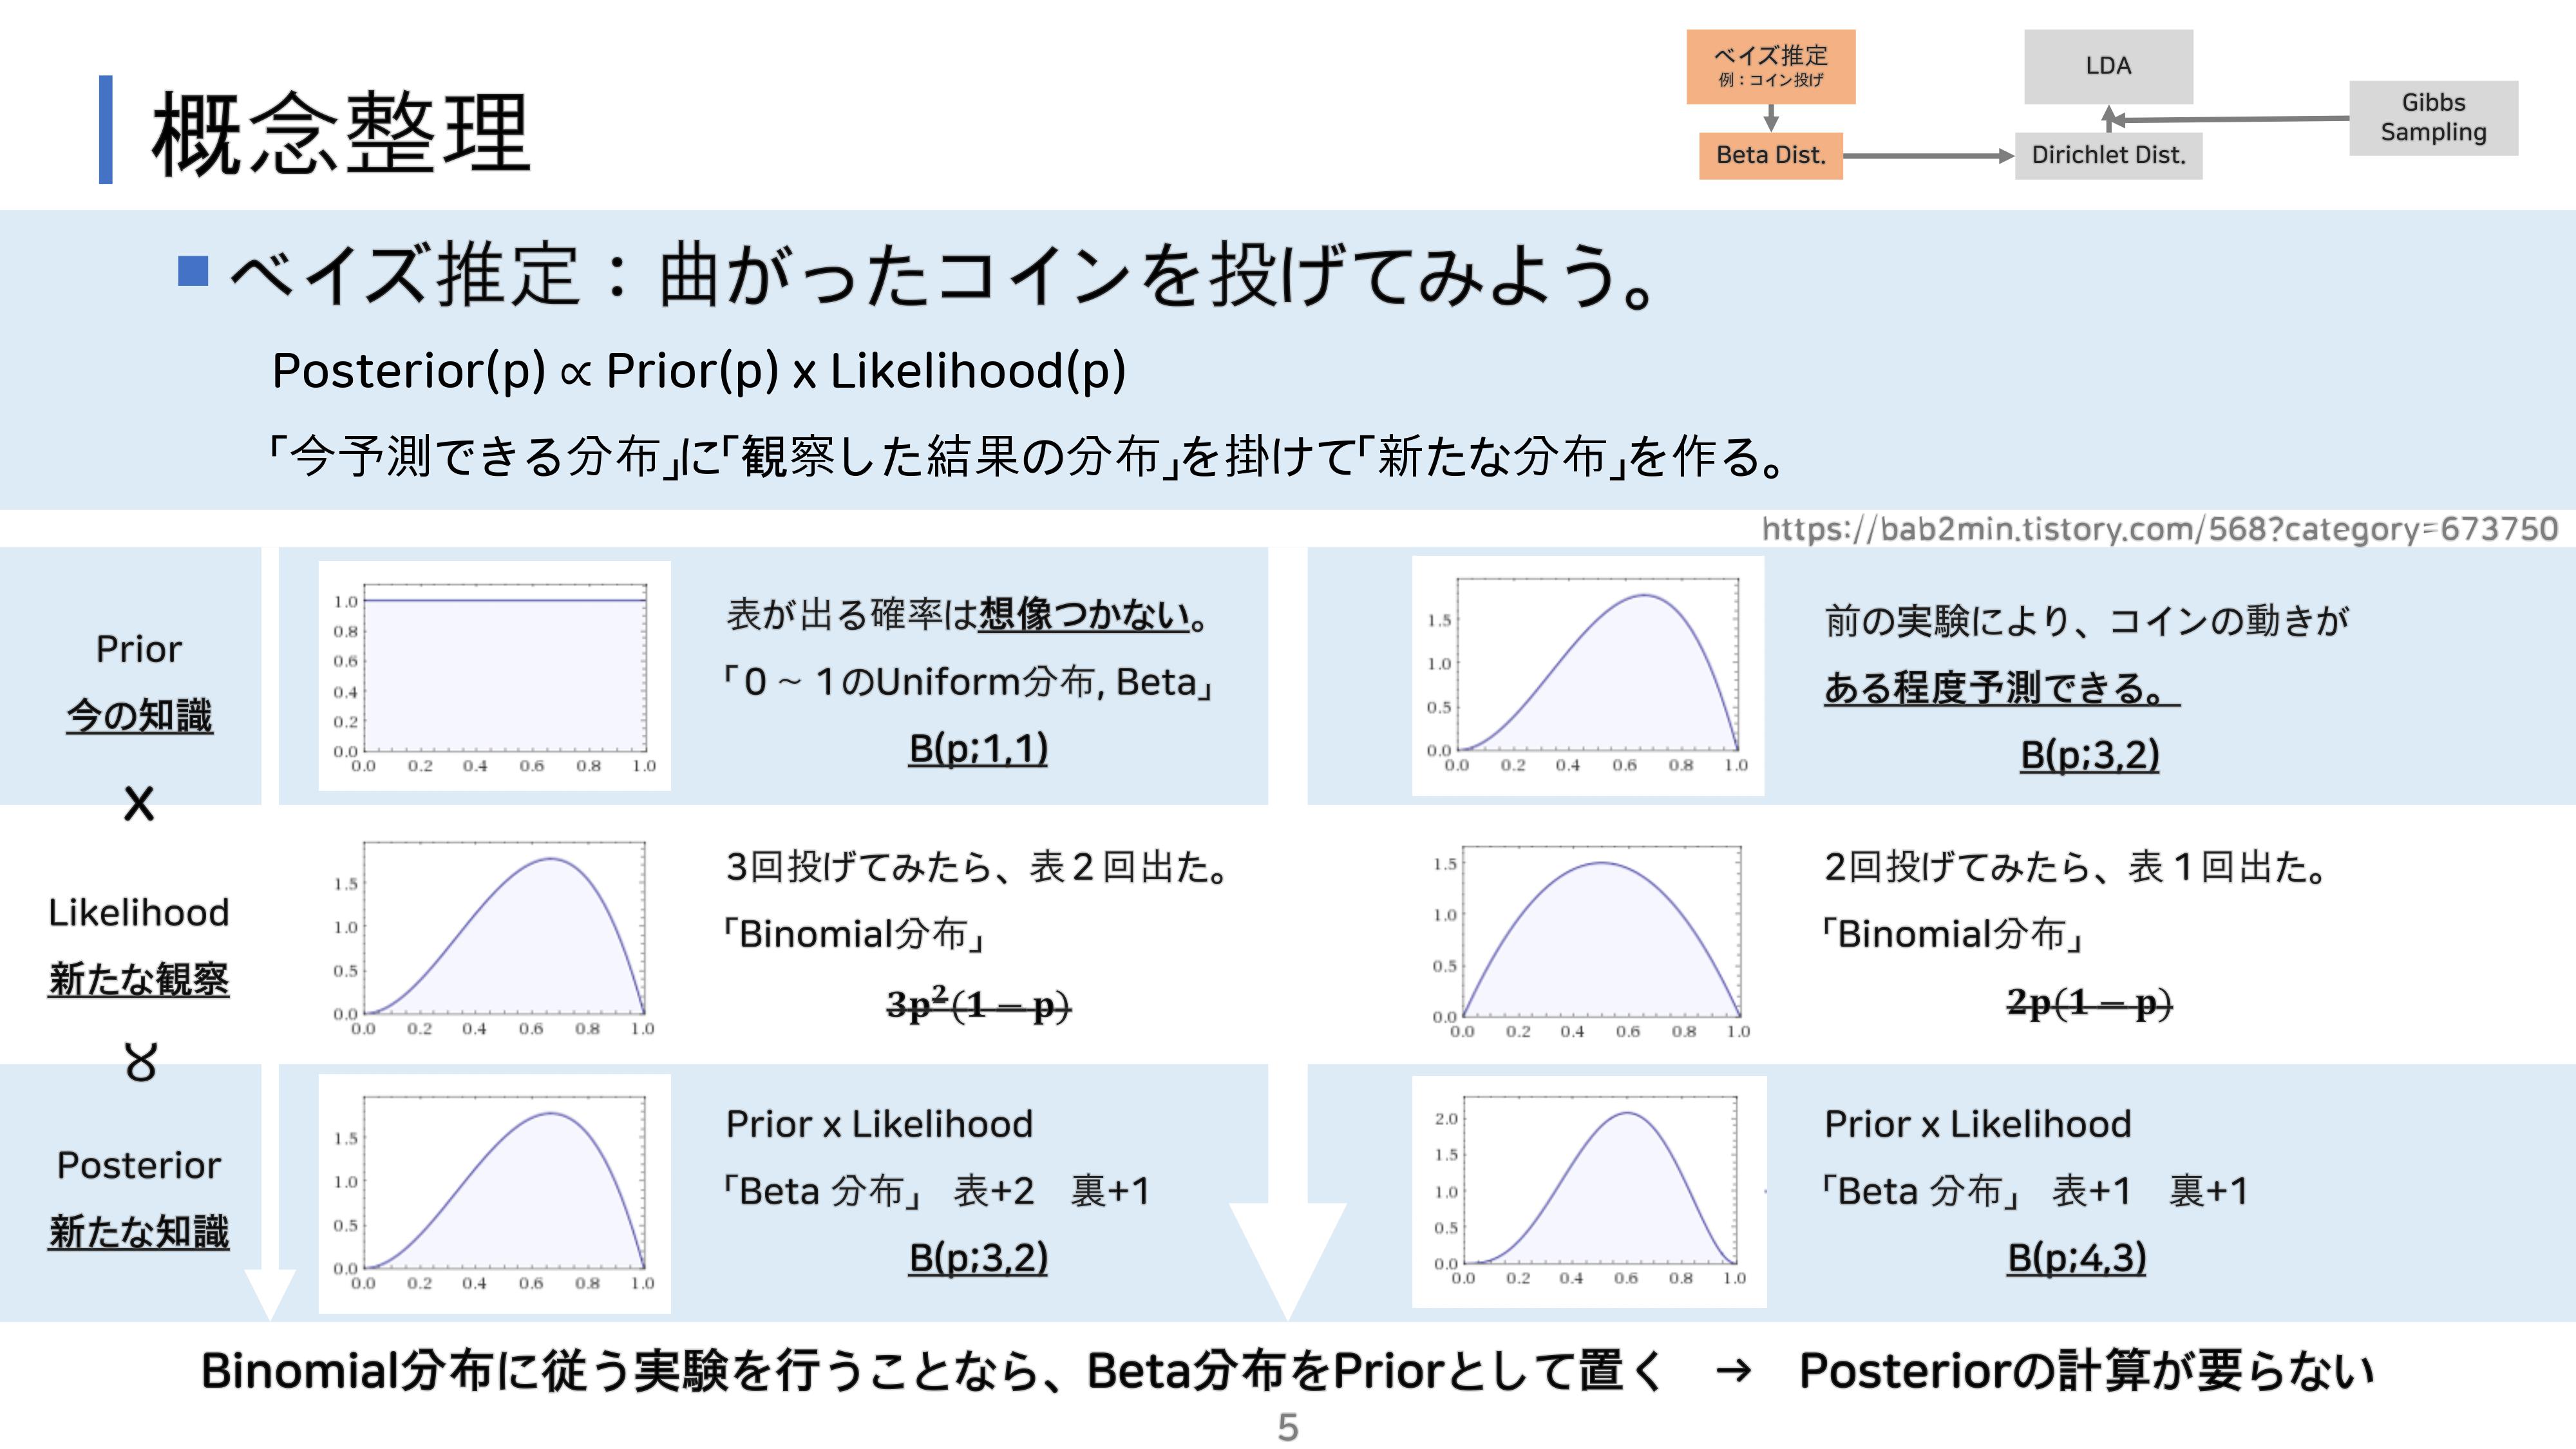 概念整理
ベイズ推定
例：コイン投げ
Beta Dist.
LDA
Dirichlet Dist.
Gibbs
Sampling
ベイズ推定：曲がったコインを投げてみよう。
Posterior(p) ∝ Prior(p) x Likelihood(p)
「今予測できる分布」に「観察した結果の分布」を掛けて「新たな分布」を作る。
https://bab2min.tistory.com/568?category=673750
Prior
今の知識
x
Likelihood
新たな観察
∝
Posterior
新たな知識
1.0
0.8
0.6
0.4
0.2
0.0
0.0 0.2 0.4 0.6 0.8 1.0
表が出る確率は想像つかない。
「0 ~ 1のUniform分布, Beta」
B(p;1,1)
1.5
1.0
0.5
0.0
0.0 0.2 0.4 0.6 0.8 1.0
前の実験により、コインの動きが
ある程度予測できる。
B(p;3,2)
1.5
1.0
0.5
0.0
0.0 0.2 0.4 0.6 0.8 1.0
3回投げてみたら、表２回出た。
「Binomial分布」
3p²(1 − p)
1.5
1.0
0.5
0.0
0.0 0.2 0.4 0.6 0.8 1.0
2回投げてみたら、表１回出た。
「Binomial分布」
2p(1 − p)
1.5
1.0
0.5
0.0
0.0 0.2 0.4 0.6 0.8 1.0
Prior x Likelihood
「Beta 分布」 表+2　裏+1
B(p;3,2)
2.0
1.5
1.0
0.5
0.0
0.0 0.2 0.4 0.6 0.8 1.0
Prior x Likelihood
「Beta 分布」 表+1　裏+1
B(p;4,3)
Binomial分布に従う実験を行うことなら、Beta分布をPriorとして置く　→　Posteriorの計算が要らない
5